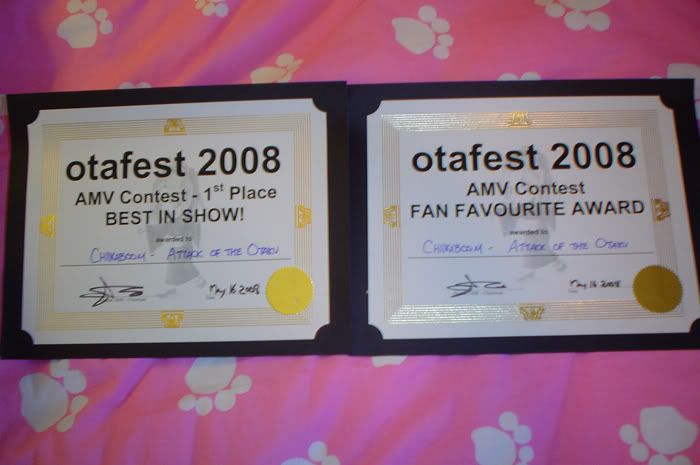 otafest 2008
AMV Contest - 1st Place
BEST IN SHOW!
awarded to
CHIKABOOM - ATTACK OF THE OTAKU
May 16 2008
otafest 2008
AMV Contest
FAN FAVOURITE AWARD
awarded to
CHIKABOOM - ATTACK OF THE OTAKU
May 16 2008